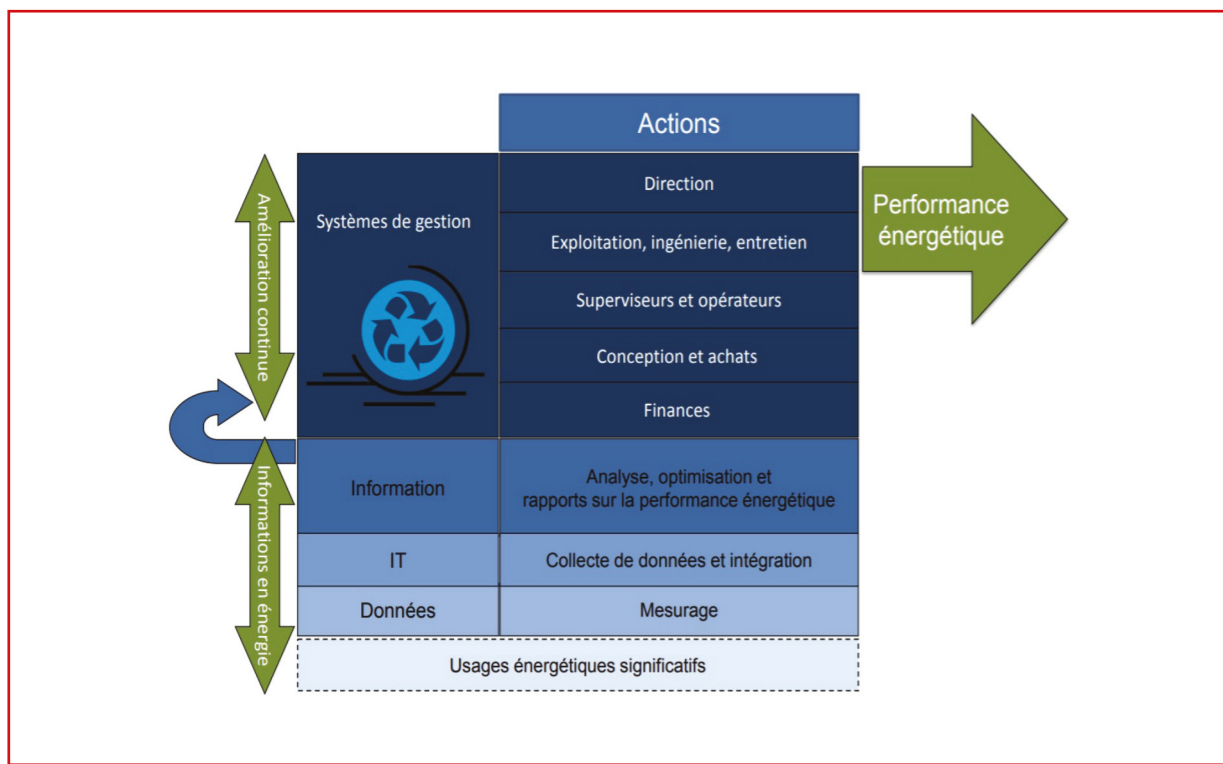 Actions
Amélioration continue
Systèmes de gestion
Direction
Exploitation, ingénierie, entretien
Superviseurs et opérateurs
Conception et achats
Finances
Performance
énergétique
Informations en énergie
Information
Analyse, optimisation et
rapports sur la performance énergétique
IT
Collecte de données et intégration
Données
Mesurage
Usages énergétiques significatifs